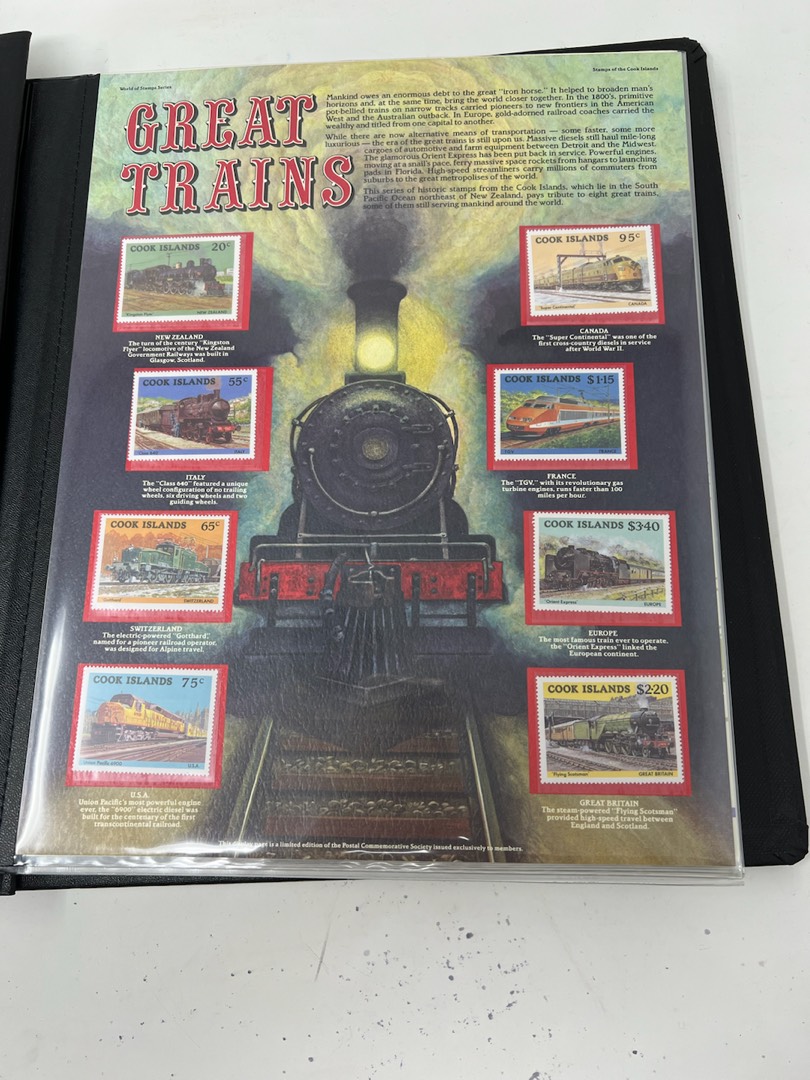 World of Stamps Series
Stamps of the Cook Islands
GREAT
TRAINS
Mankind owes an enormous debt to the great "iron horse." It helped to broaden man's
horizons and, at the same time, bring the world closer together. In the 1800's, primitive
pot-bellied trains on narrow tracks carried pioneers to new frontiers in the American
West and the Australian outback. In Europe, gold-adorned railroad coaches carried the
wealthy and titled from one capital to another.
While there are now alternative means of transportation — some faster, some more
luxurious — the era of the great trains is still upon us. Massive diesels still haul mile-long
cargoes of automotive and farm equipment between Detroit and the Midwest.
The glamorous Orient Express has been put back in service. Powerful engines,
moving at a snail's pace, ferry massive space rockets from hangars to launching
pads in Florida. High-speed streamliners carry millions of commuters from
suburbs to the great metropolises of the world.
This series of historic stamps from the Cook Islands, which lie in the South
Pacific Ocean northeast of New Zealand, pays tribute to eight great trains,
some of them still serving mankind around the world.
COOK ISLANDS 20c
"Kingston Flyer" NEW ZEALAND
NEW ZEALAND
The turn of the century "Kingston
Flyer" locomotive of the New Zealand
Government Railways was built in
Glasgow, Scotland.
COOK ISLANDS 95c
"Super Continental" CANADA
CANADA
The "Super Continental" was one of the
first cross-country diesels in service
after World War II.
COOK ISLANDS 55c
"Class 640" ITALY
ITALY
The "Class 640" featured a unique
wheel configuration of no trailing
wheels, six driving wheels and two
guiding wheels.
COOK ISLANDS $1·15
TGV FRANCE
FRANCE
The "TGV," with its revolutionary gas
turbine engines, runs faster than 100
miles per hour.
COOK ISLANDS 65c
"Gotthard" SWITZERLAND
SWITZERLAND
The electric-powered "Gotthard",
named for a pioneer railroad operator,
was designed for Alpine travel.
COOK ISLANDS $3·40
"Orient Express" EUROPE
EUROPE
The most famous train ever to operate,
the "Orient Express" linked the
European continent.
COOK ISLANDS 75c
Union Pacific 6900 U.S.A.
U.S.A.
Union Pacific's most powerful engine
ever, the "6900" electric diesel was
built for the centenary of the first
transcontinental railroad.
COOK ISLANDS $2·20
"Flying Scotsman" GREAT BRITAIN
GREAT BRITAIN
The steam-powered "Flying Scotsman"
provided high-speed travel between
England and Scotland.
This display page is a limited edition of the Postal Commemorative Society issued exclusively to members.